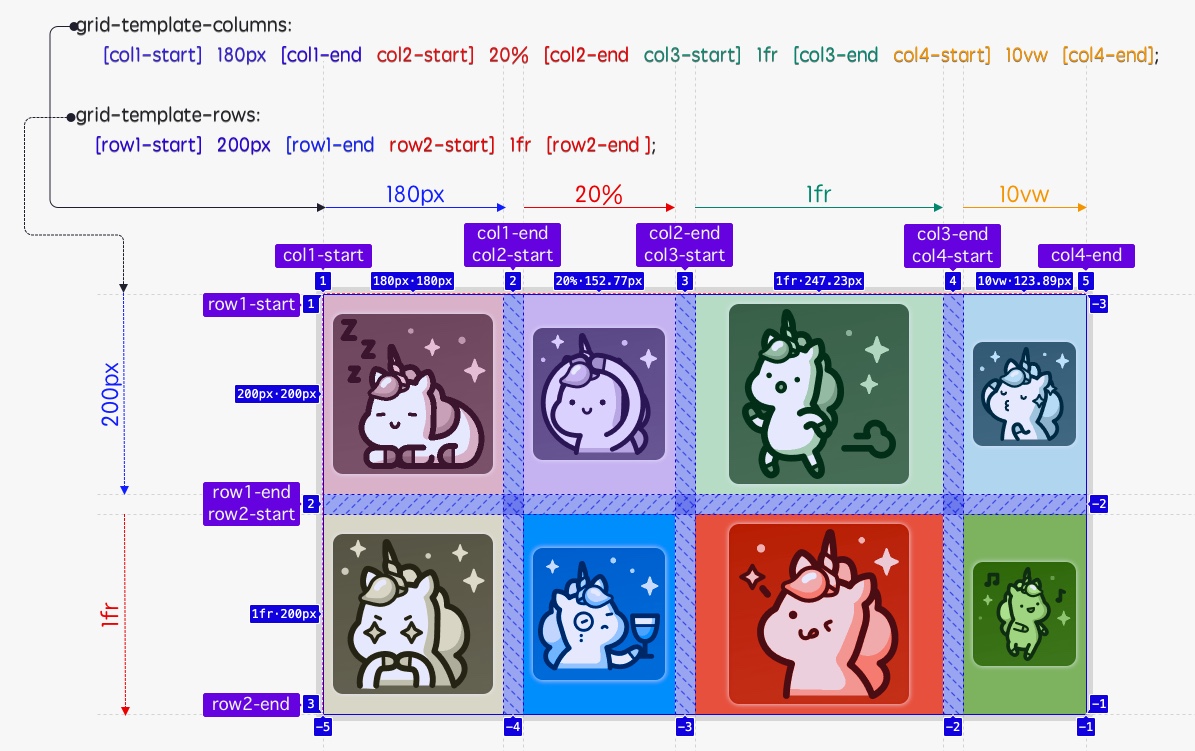 grid-template-columns:
[col1-start] 180px [col1-end col2-start] 20% [col2-end col3-start] 1fr [col3-end col4-start] 10vw [col4-end];
grid-template-rows:
[row1-start] 200px [row1-end row2-start] 1fr [row2-end ];
180px 20% 1fr 10vw
col1-start
col1-end
col2-start
col2-end
col3-start
col3-end
col4-start
col4-end
1 180px·180px 2 20%·152.77px 3 1fr·247.23px 4 10vw·123.89px 5
row1-start 1 -3
z
z
z
200px
200px·200px
row1-end
row2-start
2 -2
1fr
1fr·200px
row2-end 3 -1
-5 -4 -3 -2 -1